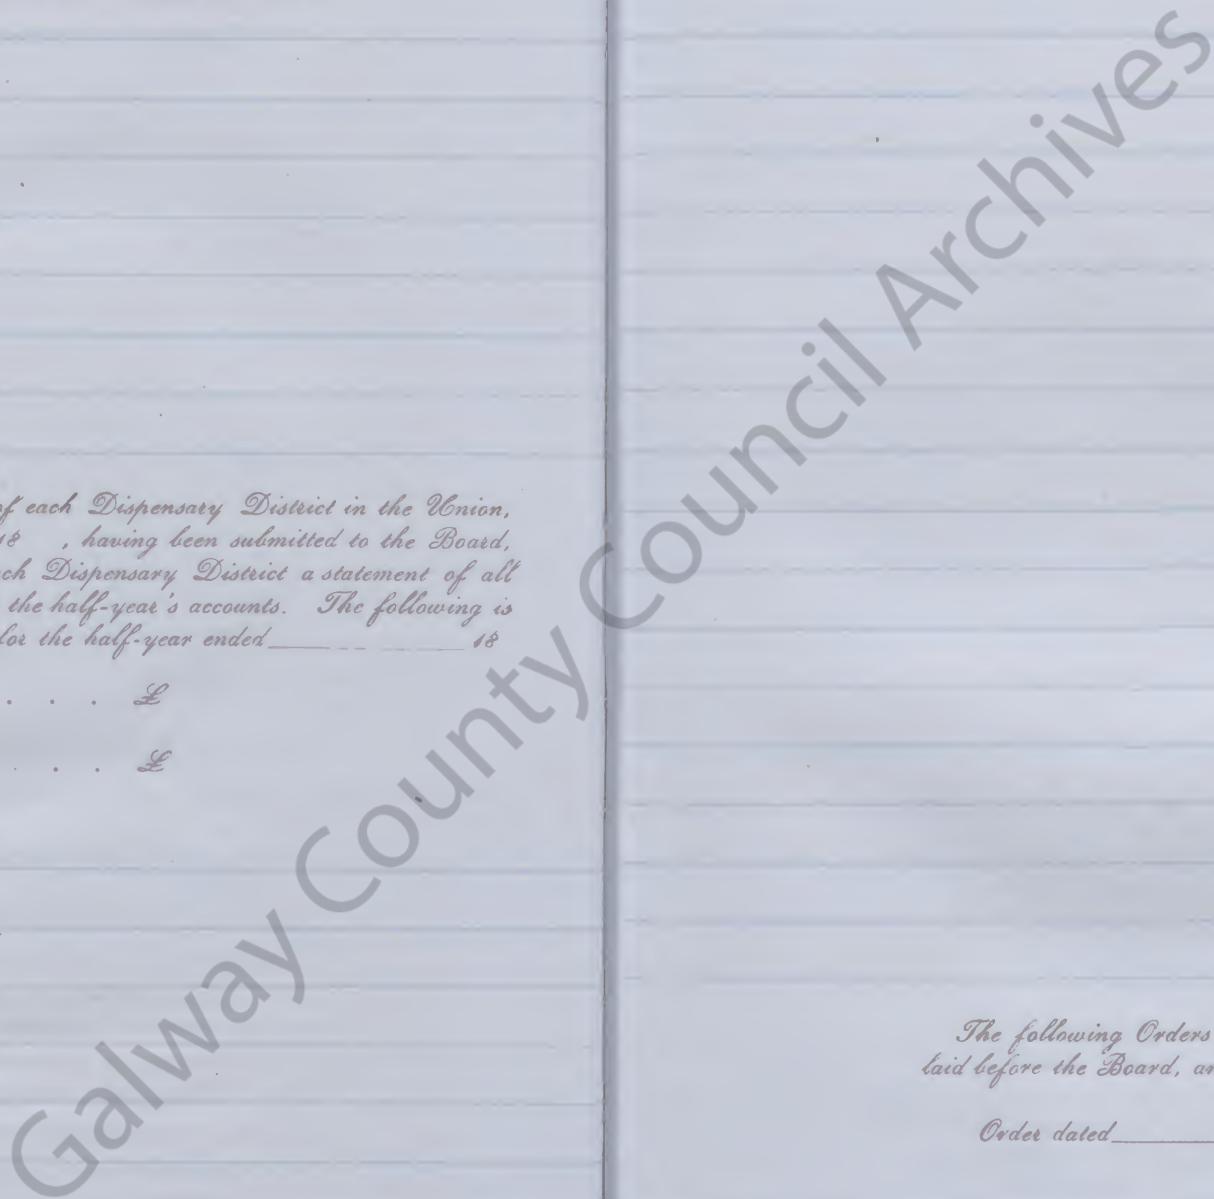 of each Dispensary District in the Union,
18 , having been submitted to the Board,
ch Dispensary District a statement of all
the half-year's accounts. The following is
for the half-year ended 18
. . . £
. . . £
The following Orders
laid before the Board, an
Order dated
Galway County Council Archives